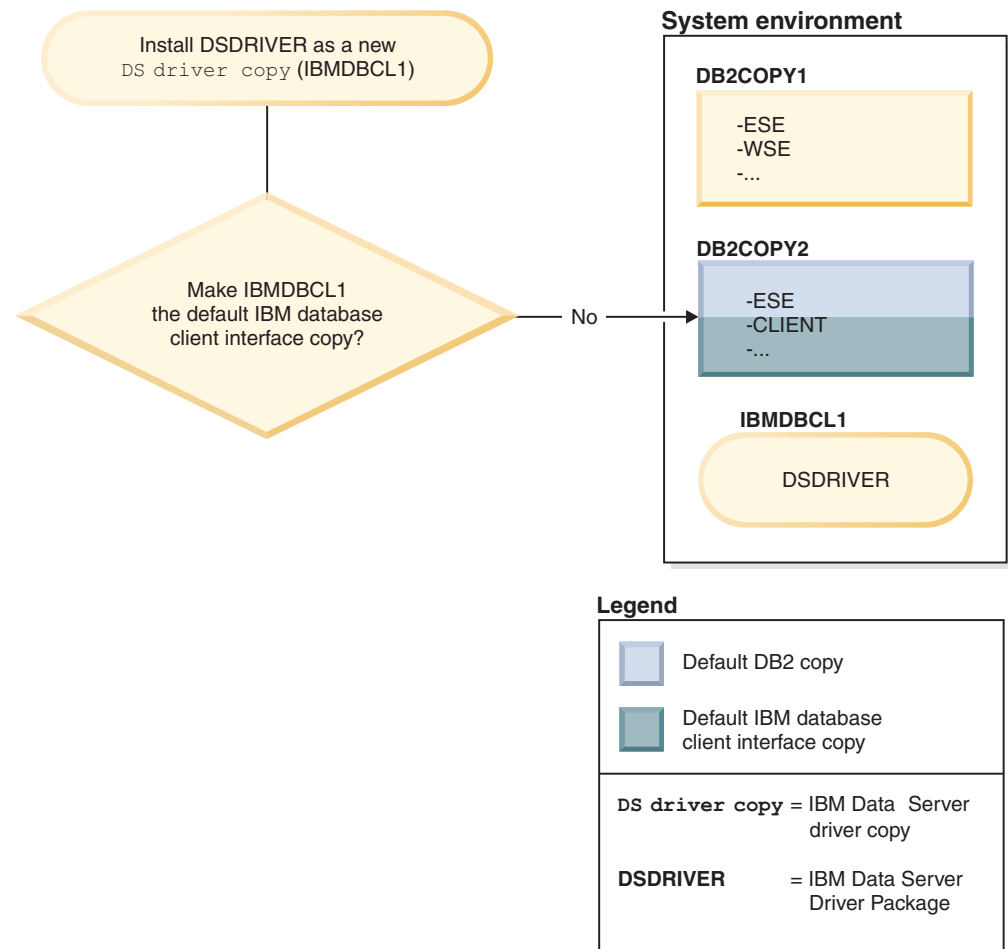 Install DSDRIVER as a new
DS driver copy (IBMDBCL1)
Make IBMDBCL1
the default IBM database
client interface copy?
No
System environment
DB2COPY1
-ESE
-WSE
-...
DB2COPY2
-ESE
-CLIENT
-...
IBMDBCL1
DSDRIVER
Legend
Default DB2 copy
Default IBM database
client interface copy
DS driver copy = IBM Data Server
driver copy
DSDRIVER = IBM Data Server
Driver Package